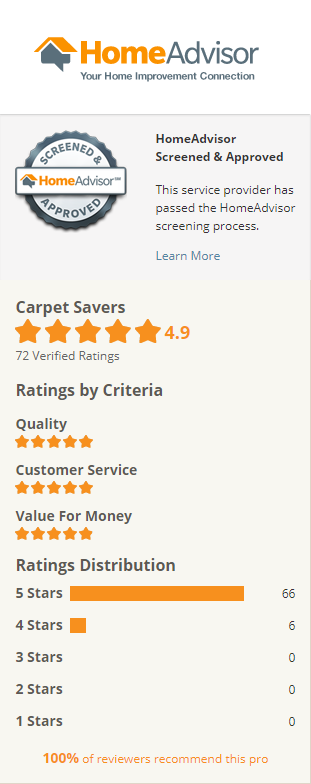 HomeAdvisor
Your Home Improvement Connection
SCREENED &
HomeAdvisor℠
APPROVED
HomeAdvisor
Screened & Approved
This service provider has
passed the HomeAdvisor
screening process.
Learn More
Carpet Savers
4.9
72 Verified Ratings
Ratings by Criteria
Quality
Customer Service
Value For Money
Ratings Distribution
5 Stars 66
4 Stars 6
3 Stars 0
2 Stars 0
1 Stars 0
100% of reviewers recommend this pro